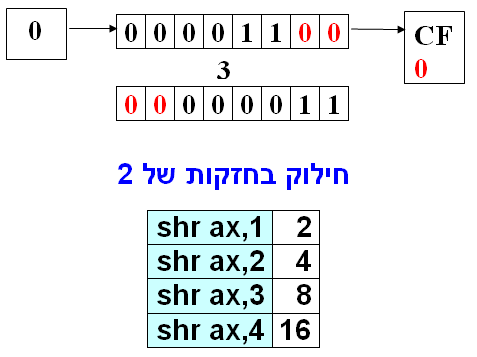 0 0 0 0 0 1 1 0 0 CF
0
3
0 0 0 0 0 0 1 1
חילוק בחזקות של 2
shr ax,1 2
shr ax,2 4
shr ax,3 8
shr ax,4 16